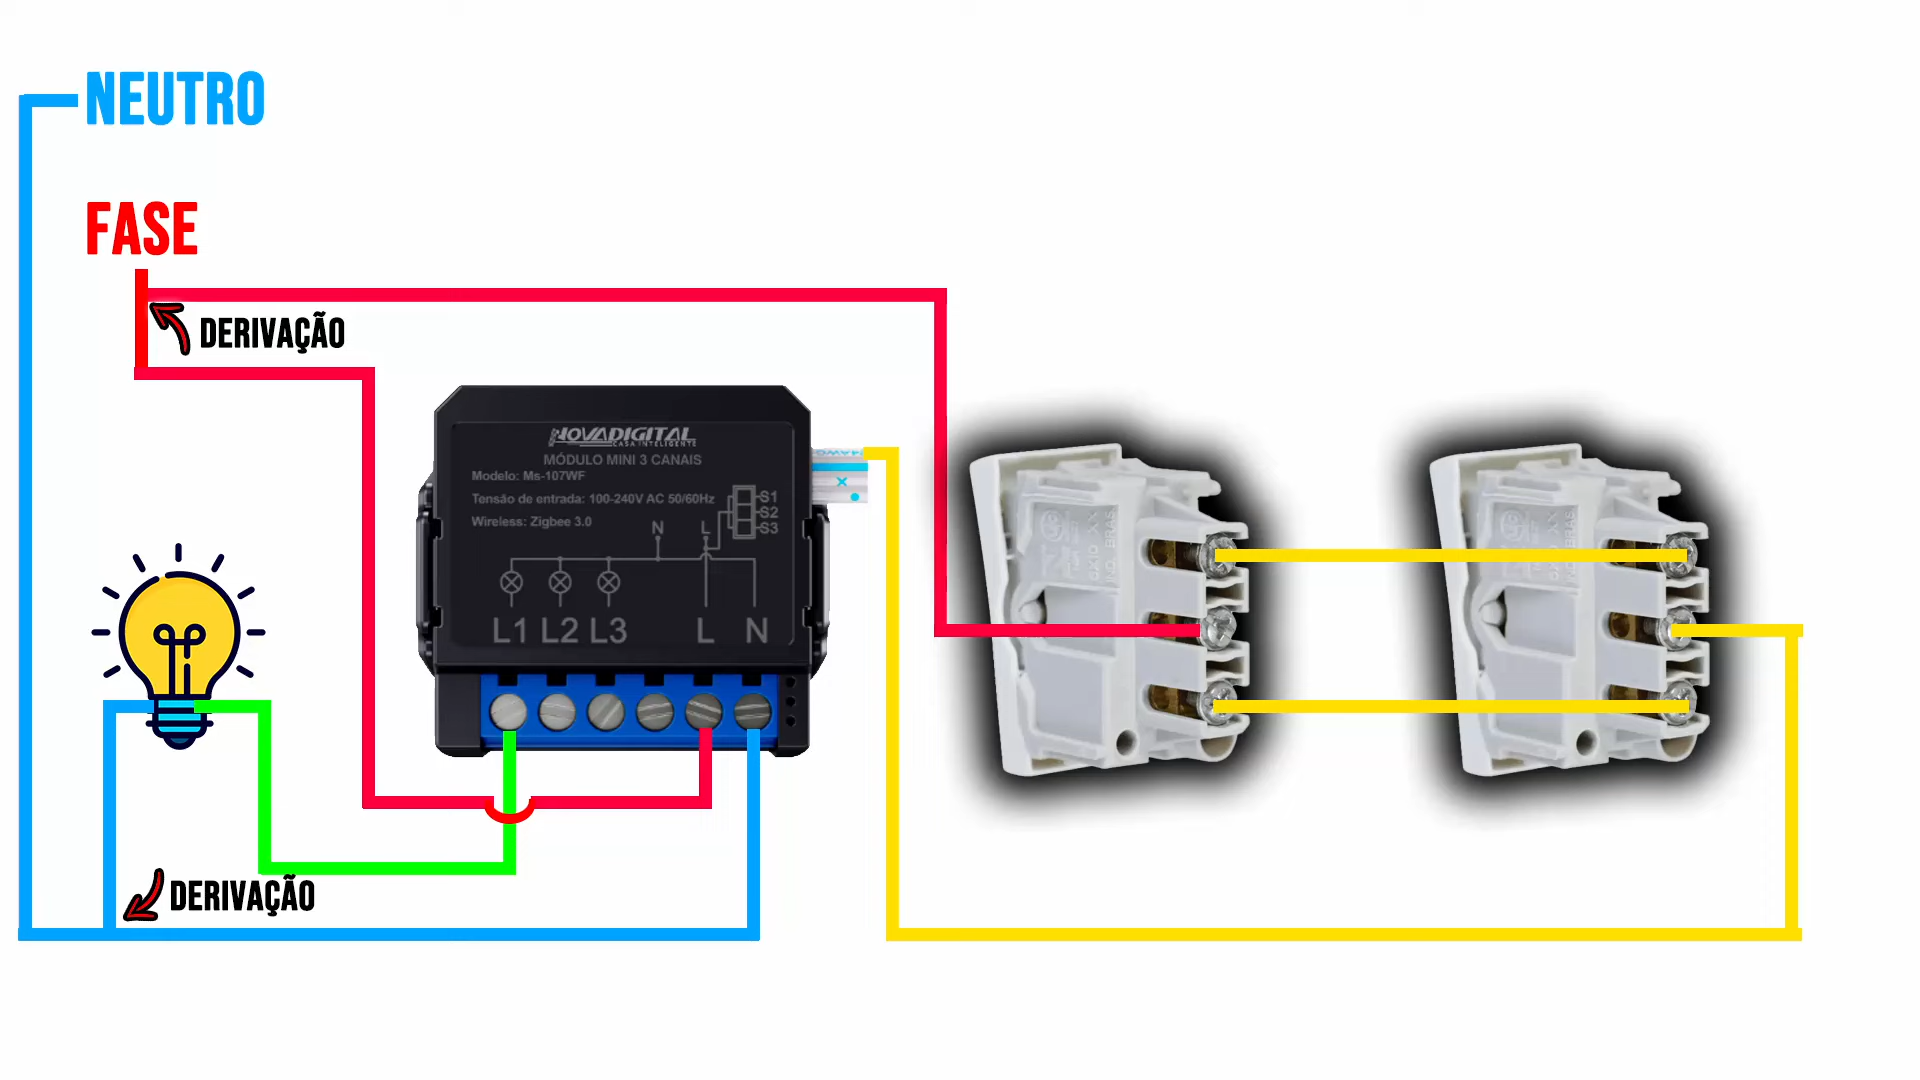 NEUTRO
FASE
DERIVAÇÃO
NOVADIGITAL
CASA INTELIGENTE
MÓDULO MINI 3 CANAIS
Modelo: Ms-107WF
Tensão de entrada: 100-240V AC 50/60Hz
Wireless: Zigbee 3.0
S1
S2
S3
N L
L1 L2 L3 L N
DERIVAÇÃO